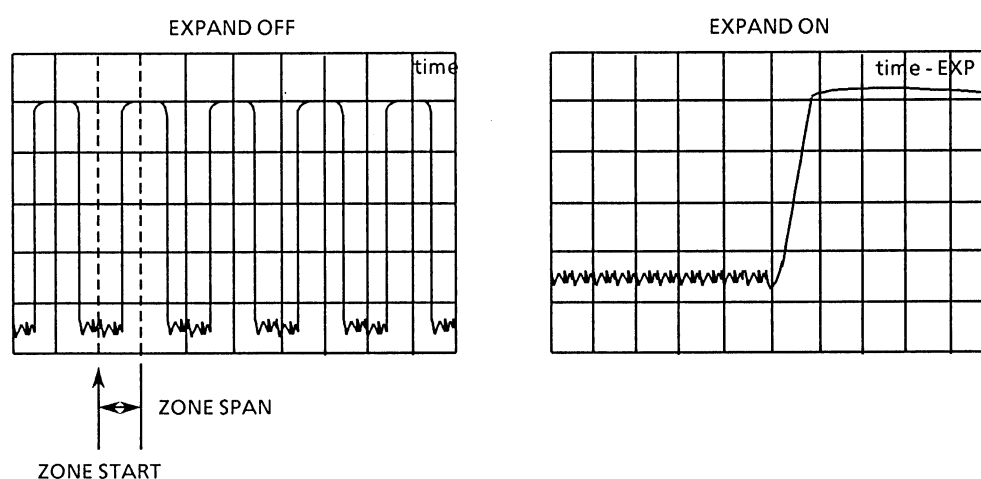 EXPAND OFF
time
EXPAND ON
time - EXP
ZONE SPAN
ZONE START